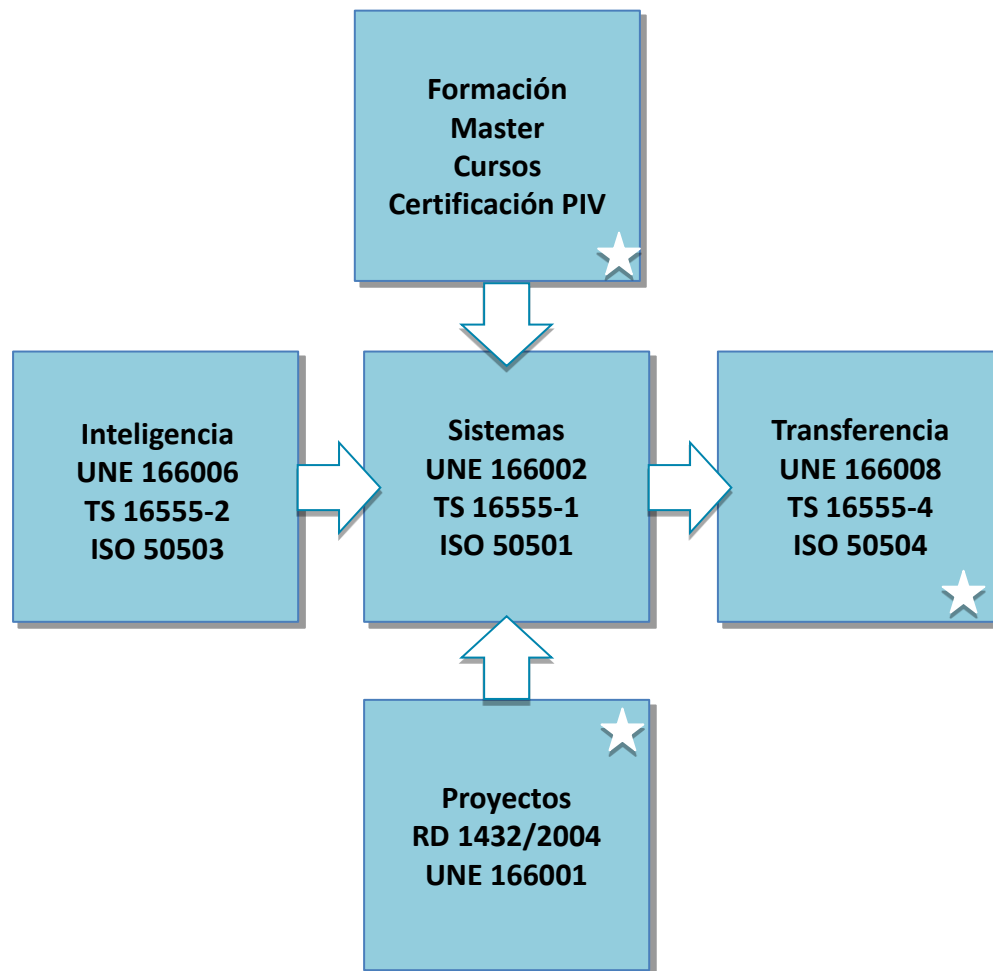 Formación
Master
Cursos
Certificación PIV
Inteligencia
UNE 166006
TS 16555-2
ISO 50503
Sistemas
UNE 166002
TS 16555-1
ISO 50501
Transferencia
UNE 166008
TS 16555-4
ISO 50504
Proyectos
RD 1432/2004
UNE 166001